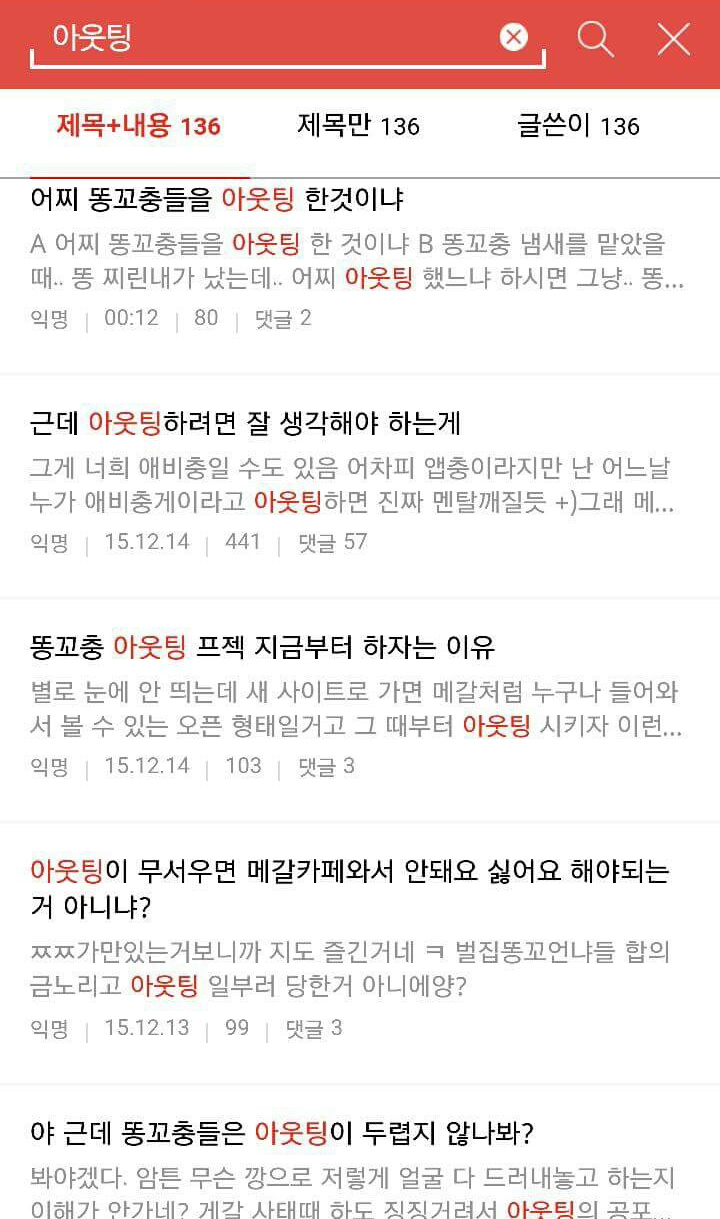 아웃팅
제목+내용 136 제목만 136 글쓴이 136
어찌 똥꼬충들을 아웃팅 한것이냐
A 어찌 똥꼬충들을 아웃팅 한 것이냐 B 똥꼬충 냄새를 맡았을
때.. 똥 찌린내가 났는데.. 어찌 아웃팅 했느냐 하시면 그냥.. 똥...
익명 | 00:12 | 80 | 댓글 2
근데 아웃팅하려면 잘 생각해야 하는게
그게 너희 애비충일 수도 있음 어차피 앱충이라지만 난 어느날
누가 애비충게이라고 아웃팅하면 진짜 멘탈깨질듯 +)그래 메...
익명 | 15.12.14 | 441 | 댓글 57
똥꼬충 아웃팅 프젝 지금부터 하자는 이유
별로 눈에 안 띄는데 새 사이트로 가면 메갈처럼 누구나 들어와
서 볼 수 있는 오픈 형태일거고 그 때부터 아웃팅 시키자 이런...
익명 | 15.12.14 | 103 | 댓글 3
아웃팅이 무서우면 메갈카페와서 안돼요 싫어요 해야되는
거 아니냐?
ㅉㅉ가만있는거보니까 지도 즐긴거네 ㅋ 벌집똥꼬언냐들 합의
금노리고 아웃팅 일부러 당한거 아니에양?
익명 | 15.12.13 | 99 | 댓글 3
야 근데 똥꼬충들은 아웃팅이 두렵지 않나봐?
봐야겠다. 암튼 무슨 깡으로 저렇게 얼굴 다 드러내놓고 하는지
이해가 안가네? 게갈 사태때 하도 징징거려서 아웃팅의 공포...